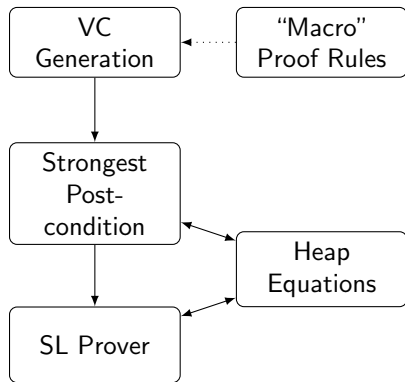 VC
Generation
“Macro”
Proof Rules
Strongest
Post-
condition
Heap
Equations
SL Prover